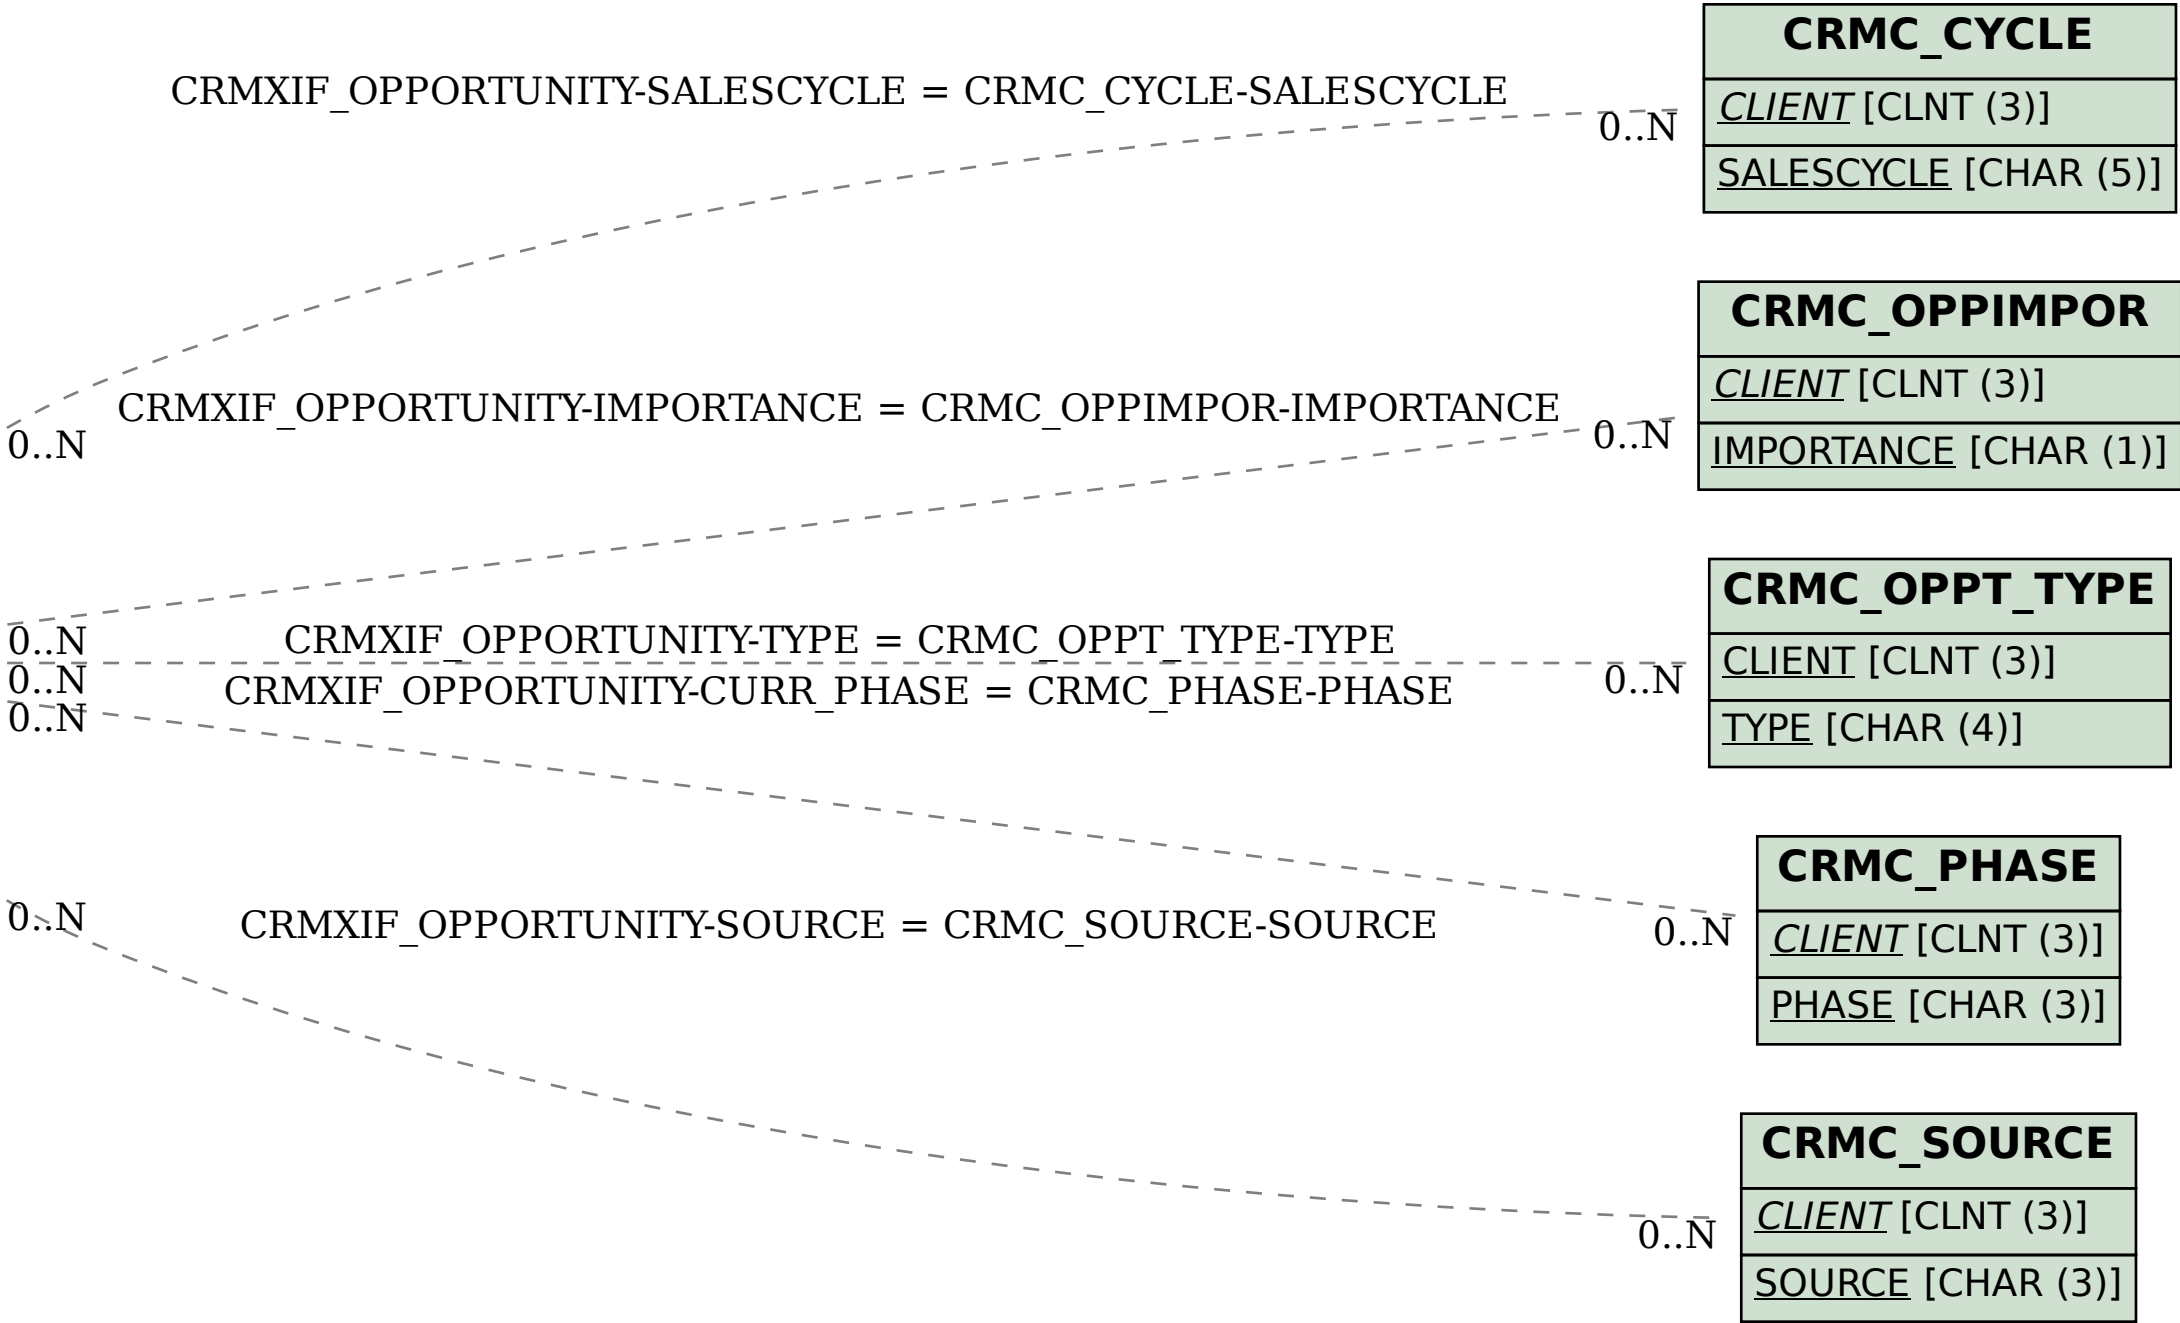 CRMC_CYCLE
CRMXIF_OPPORTUNITY-SALESCYCLE = CRMC_CYCLE-SALESCYCLE
CLIENT [CLNT (3)]
0..N
SALESCYCLE [CHAR (5)]
CRMC_OPPIMPOR
CLIENT [CLNT (3)]
CRMXIF_OPPORTUNITY-IMPORTANCE = CRMC_OPPIMPOR-IMPORTANCE
0..N
0..N
IMPORTANCE [CHAR (1)]
CRMC_OPPT_TYPE
0..N
CRMXIF_OPPORTUNITY-TYPE = CRMC_OPPT_TYPE-TYPE
CLIENT [CLNT (3)]
0..N
0..N
CRMXIF_OPPORTUNITY-CURR_PHASE = CRMC_PHASE-PHASE
0..N
TYPE [CHAR (4)]
CRMC_PHASE
0..N
CRMXIF_OPPORTUNITY-SOURCE = CRMC_SOURCE-SOURCE
0..N
CLIENT [CLNT (3)]
PHASE [CHAR (3)]
CRMC_SOURCE
CLIENT [CLNT (3)]
0..N
SOURCE [CHAR (3)]